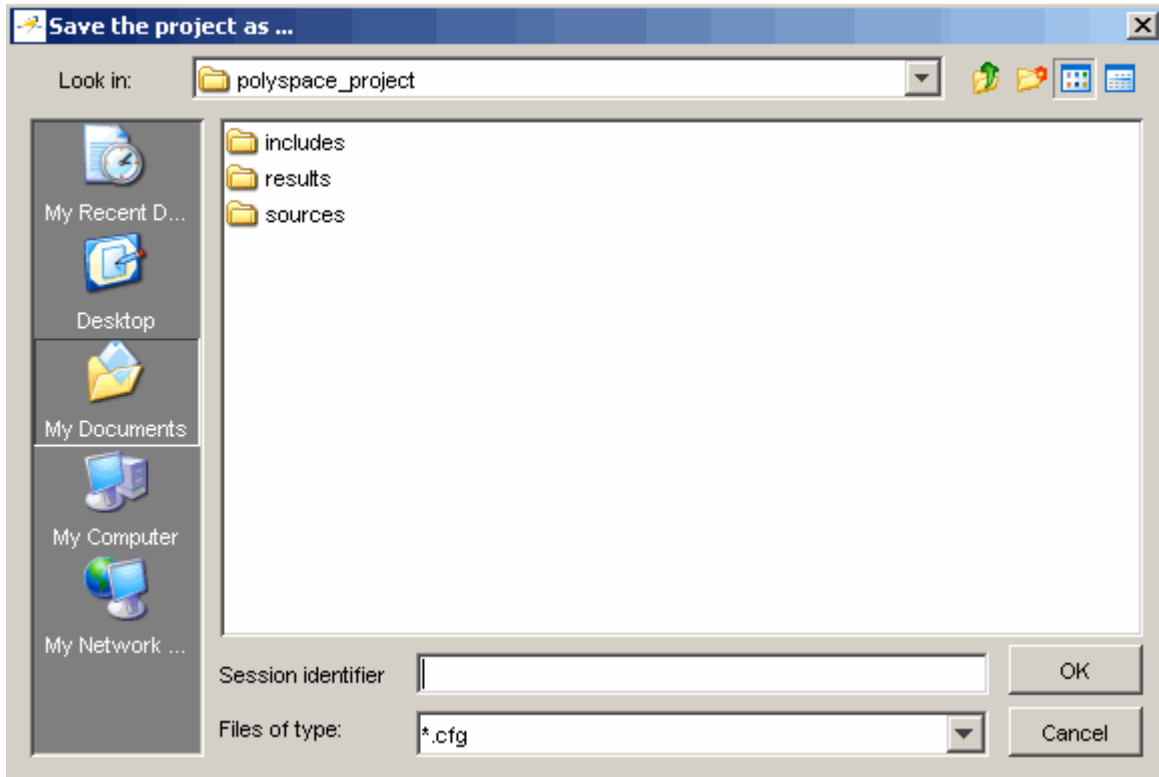 Save the project as ...
Look in:
polyspace_project
includes
results
sources
My Recent D...
Desktop
My Documents
My Computer
My Network ...
Session identifier
OK
Files of type:
*.cfg
Cancel